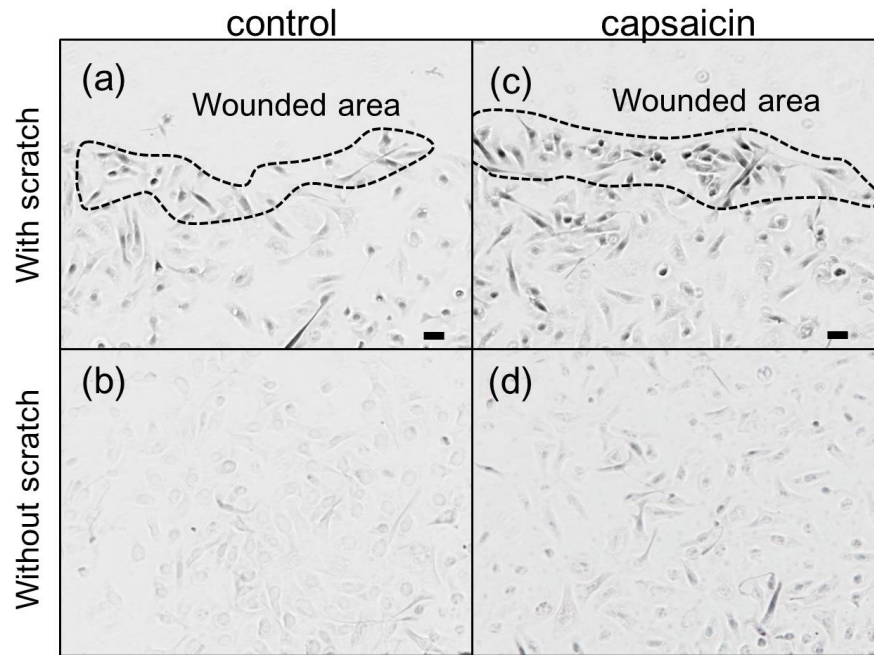 control
capsaicin
With scratch
(a)
Wounded area
(c)
Wounded area
Without scratch
(b)
(d)